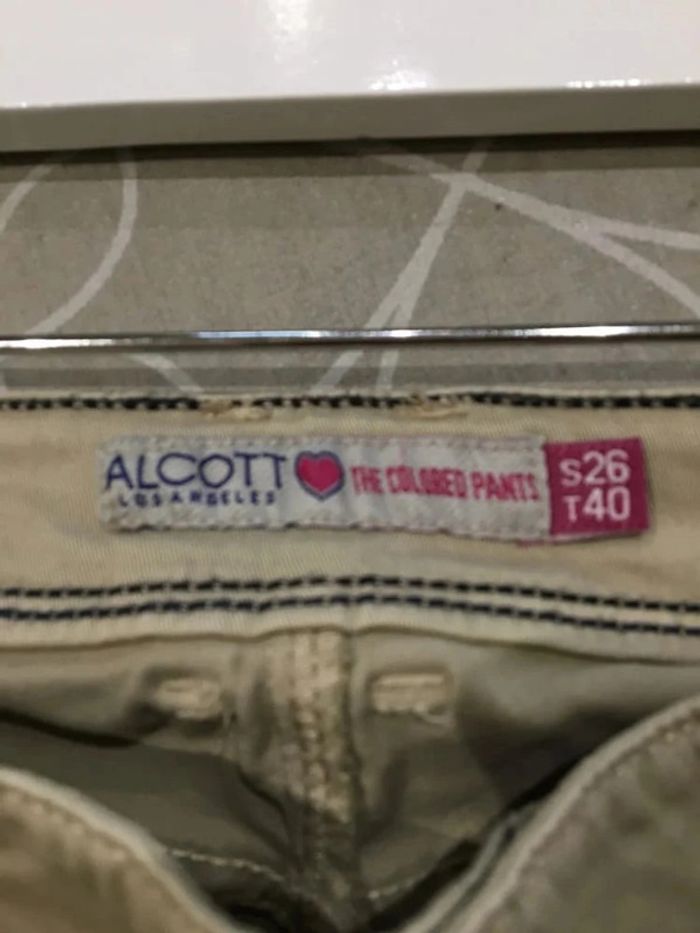 ALCOTT
LOS ANGELES
THE COLORED PANTS
S26
T40